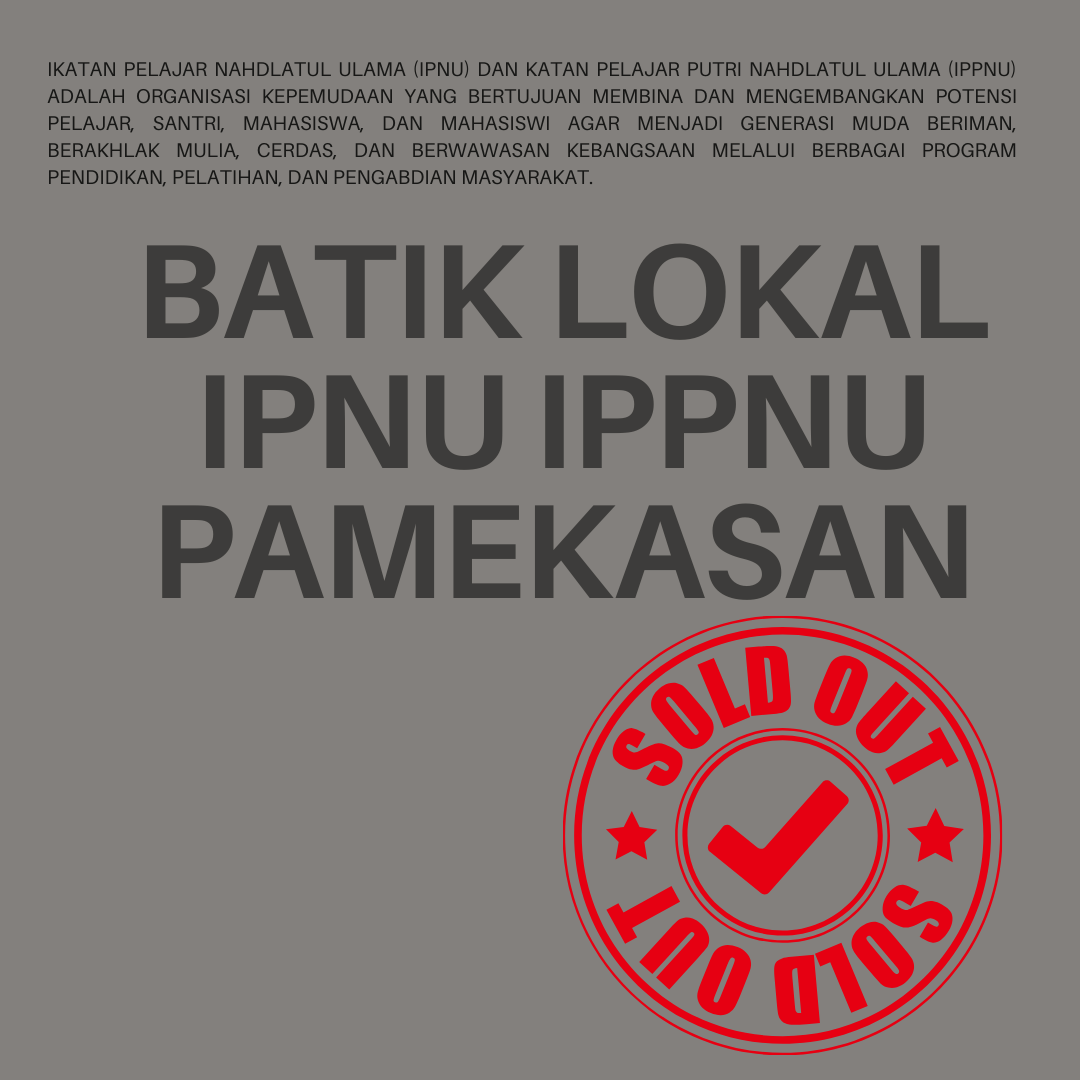 IKATAN PELAJAR NAHDLATUL ULAMA (IPNU) DAN KATAN PELAJAR PUTRI NAHDLATUL ULAMA (IPPNU)
ADALAH ORGANISASI KEPEMUDAAN YANG BERTUJUAN MEMBINA DAN MENGEMBANGKAN POTENSI
PELAJAR, SANTRI, MAHASISWA, DAN MAHASISWI AGAR MENJADI GENERASI MUDA BERIMAN,
BERAKHLAK MULIA, CERDAS, DAN BERWAWASAN KEBANGSAAN MELALUI BERBAGAI PROGRAM
PENDIDIKAN, PELATIHAN, DAN PENGABDIAN MASYARAKAT.
BATIK LOKAL
IPNU IPPNU
PAMEKASAN
SOLD OUT
SOLD OUT